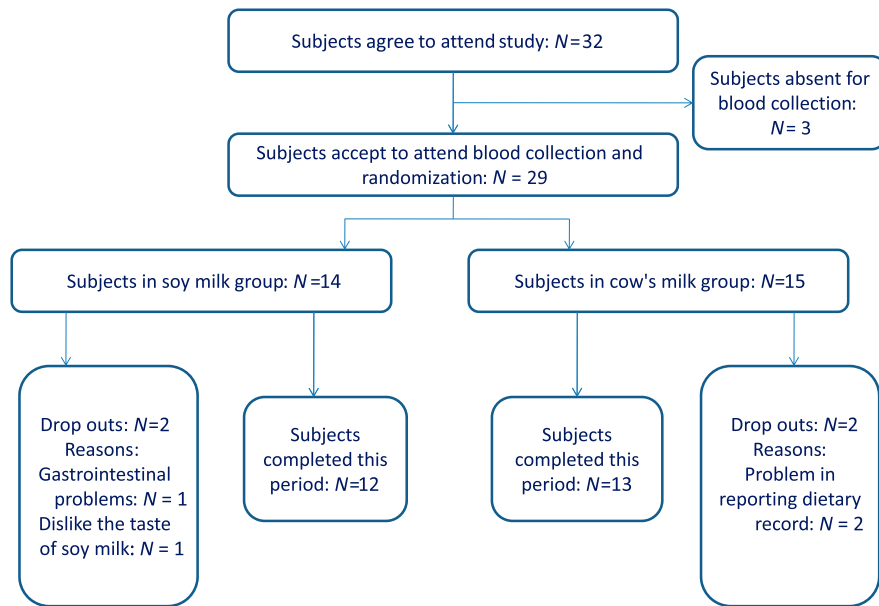 Subjects agree to attend study: N=32
Subjects absent for
blood collection:
N= 3
Subjects accept to attend blood collection and
randomization: N = 29
Subjects in soy milk group: N=14
Subjects in cow's milk group: N=15
Drop outs: N=2
Reasons:
Gastrointestinal
problems: N = 1
Dislike the taste
of soy milk: N = 1
Subjects
completed this
period: N=12
Subjects
completed this
period: N=13
Drop outs: N=2
Reasons:
Problem in
reporting dietary
record: N = 2